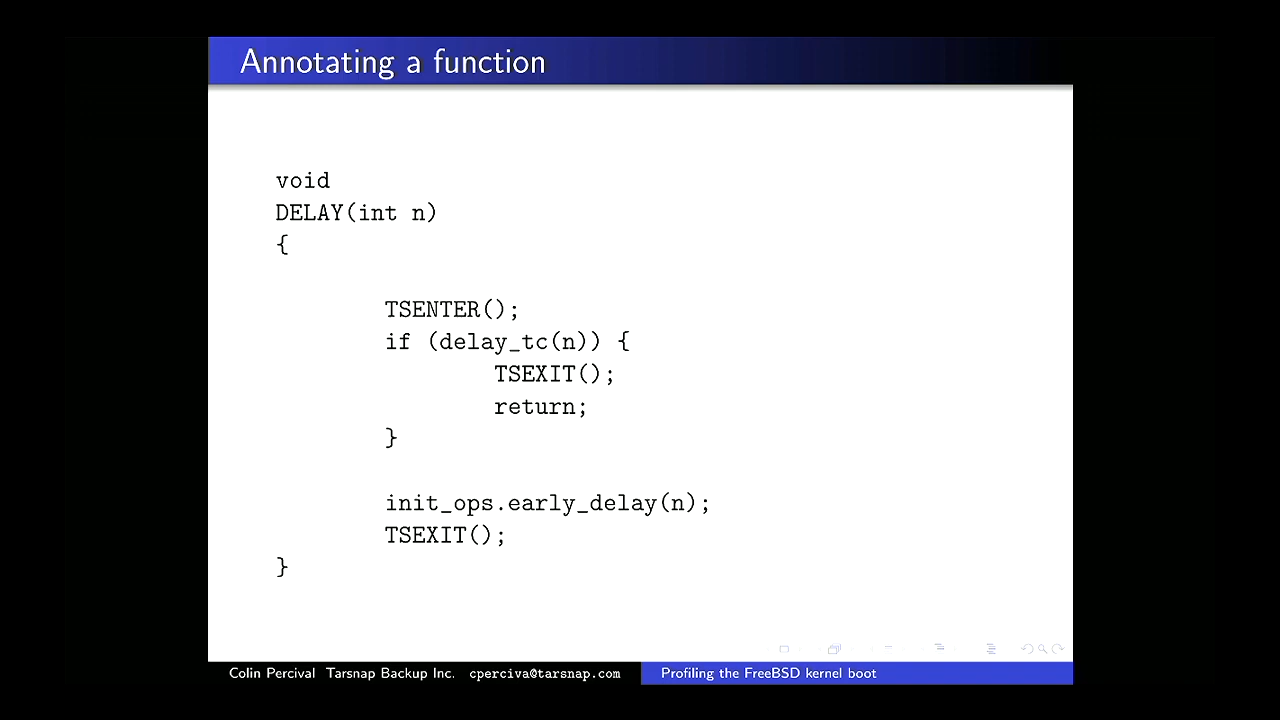 Annotating a function
void
DELAY(int n)
{
TSENTER();
if (delay_tc(n)) {
TSEXIT();
return;
}
init_ops.early_delay(n);
TSEXIT();
}
Colin Percival Tarsnap Backup Inc. cperciva@tarsnap.com
Profiling the FreeBSD kernel boot